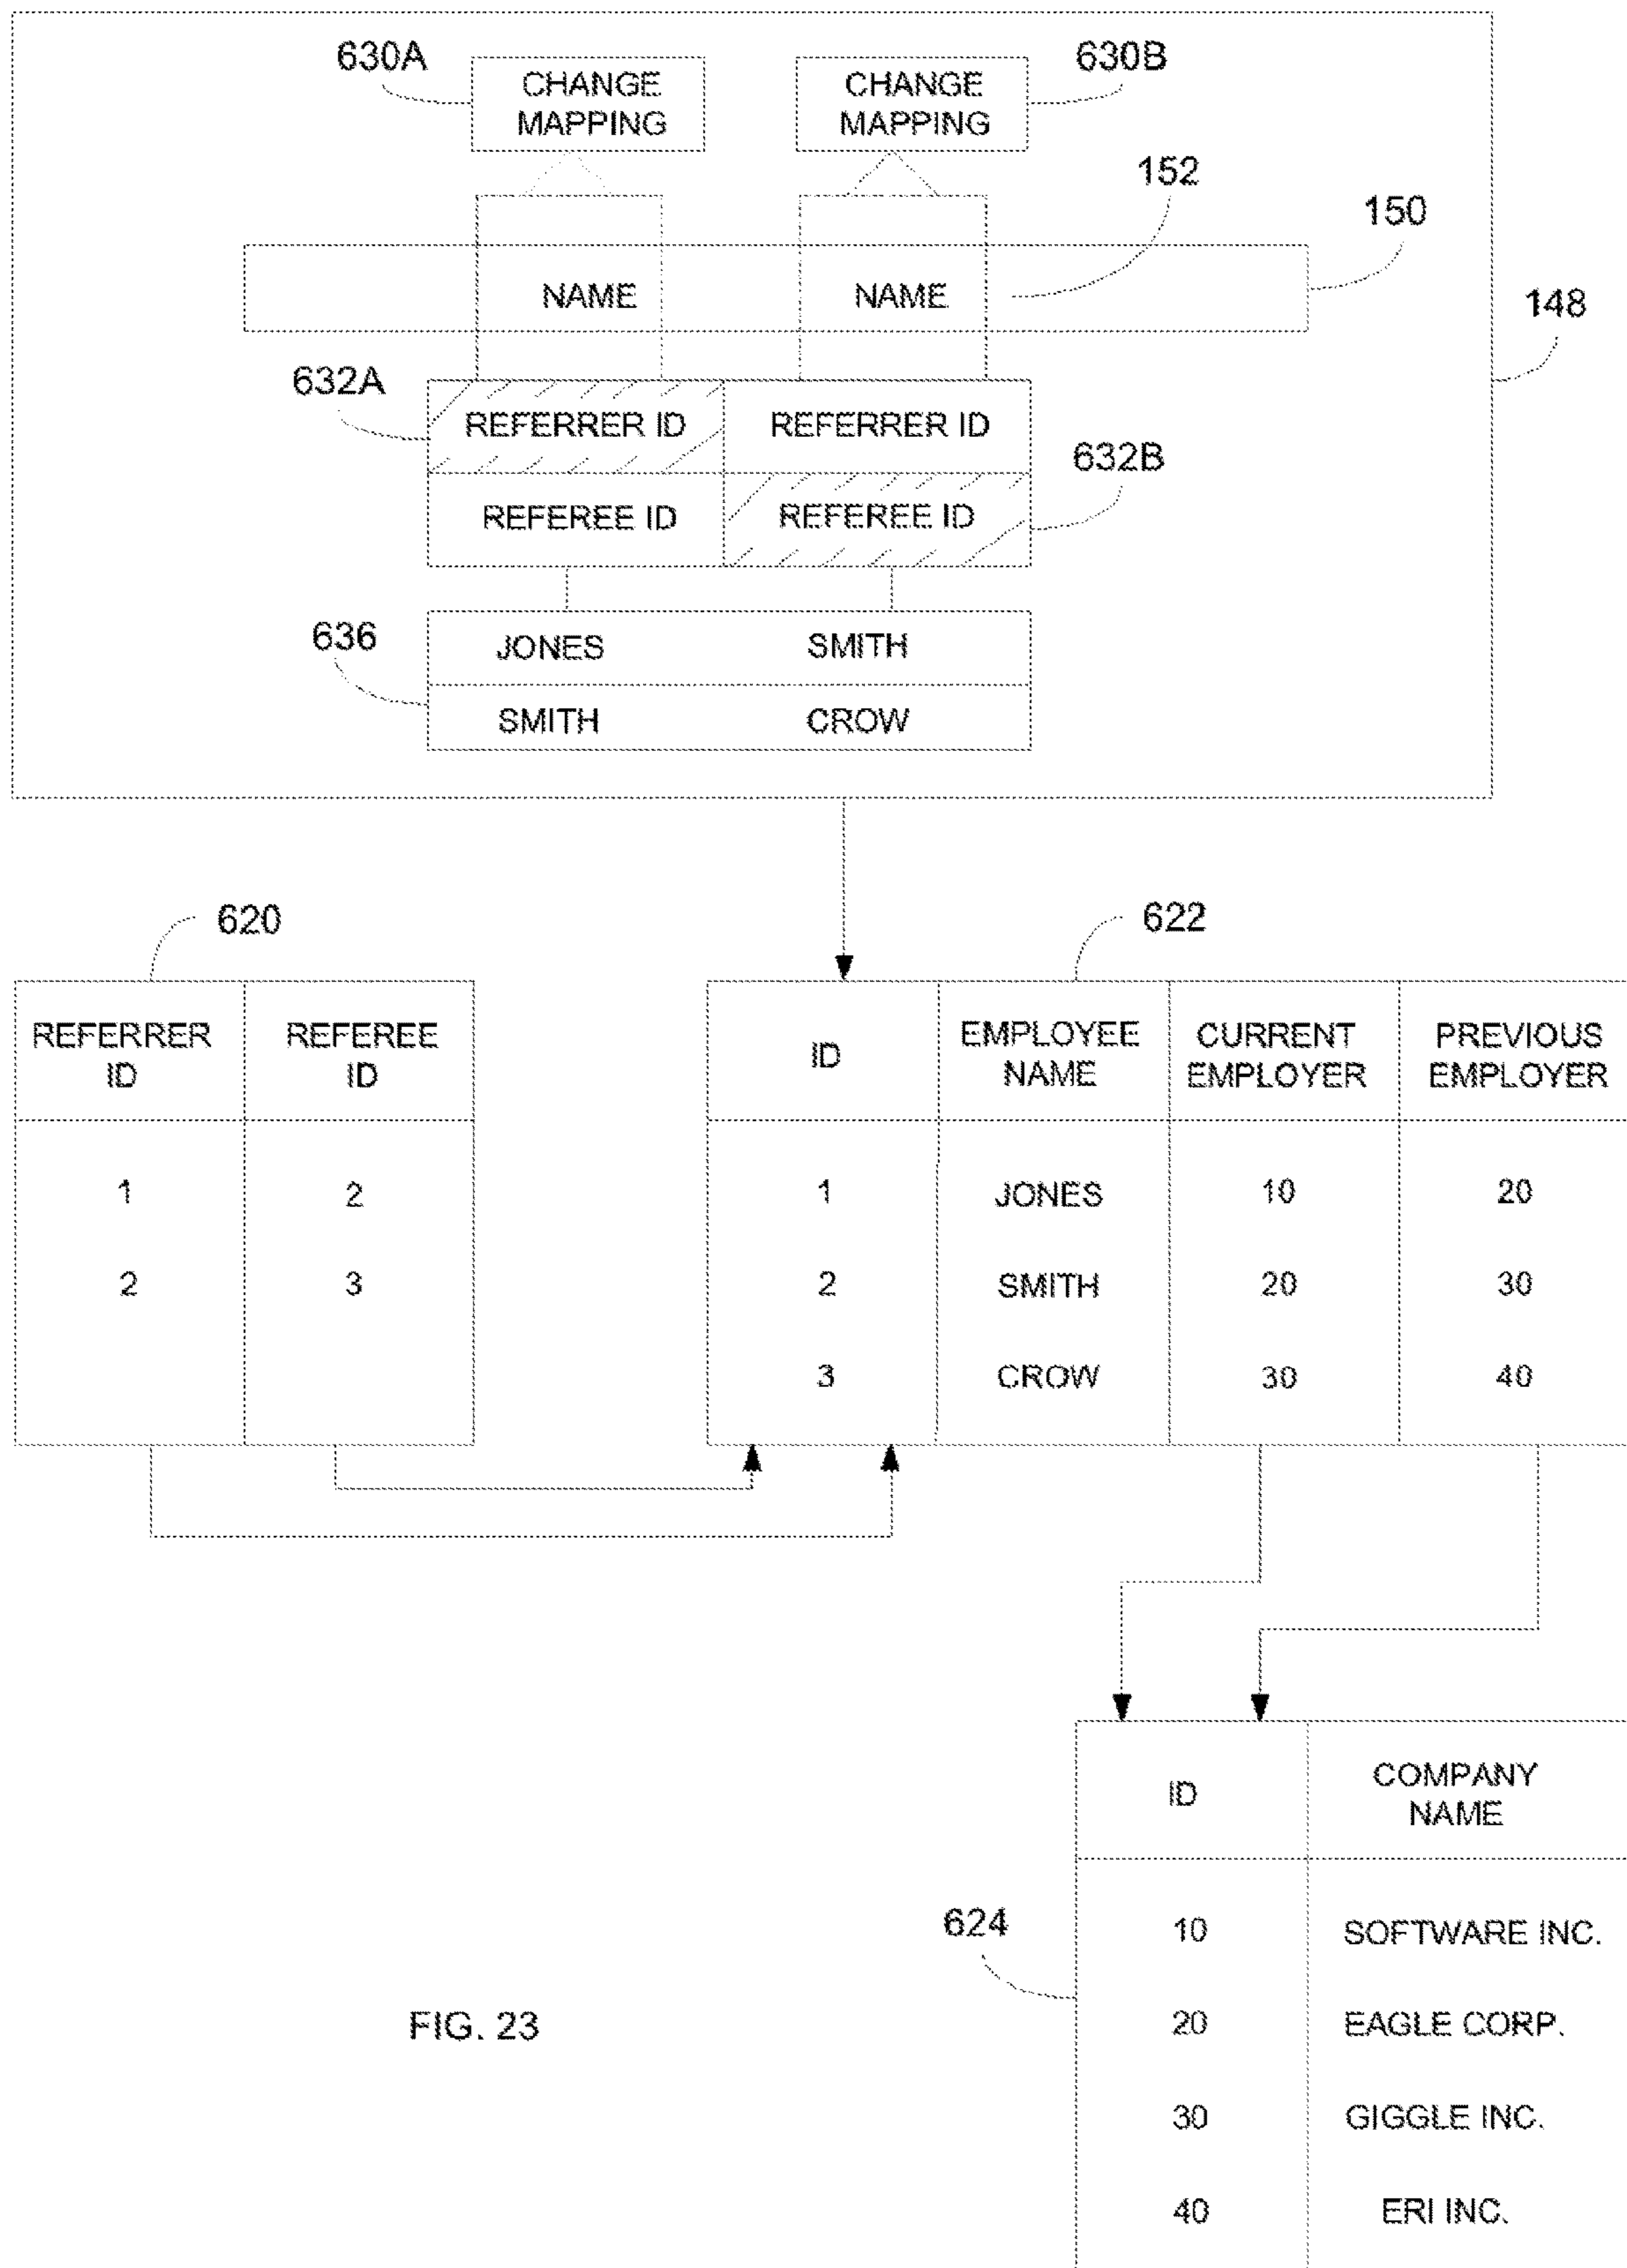 630A
CHANGE
MAPPING
CHANGE
MAPPING
630B
152
150
148
NAME
NAME
632A
REFERRER ID
REFERRER ID
632B
REFEREE ID
REFEREE ID
636
JONES
SMITH
SMITH
CROW
620
REFERRER
ID
REFEREE
ID
1
2
2
3
622
ID
EMPLOYEE
NAME
CURRENT
EMPLOYER
PREVIOUS
EMPLOYER
1
JONES
10
20
2
SMITH
20
30
3
CROW
30
40
624
ID
COMPANY
NAME
10
SOFTWARE INC.
20
EAGLE CORP.
30
GIGGLE INC.
40
ERI INC.
FIG. 23